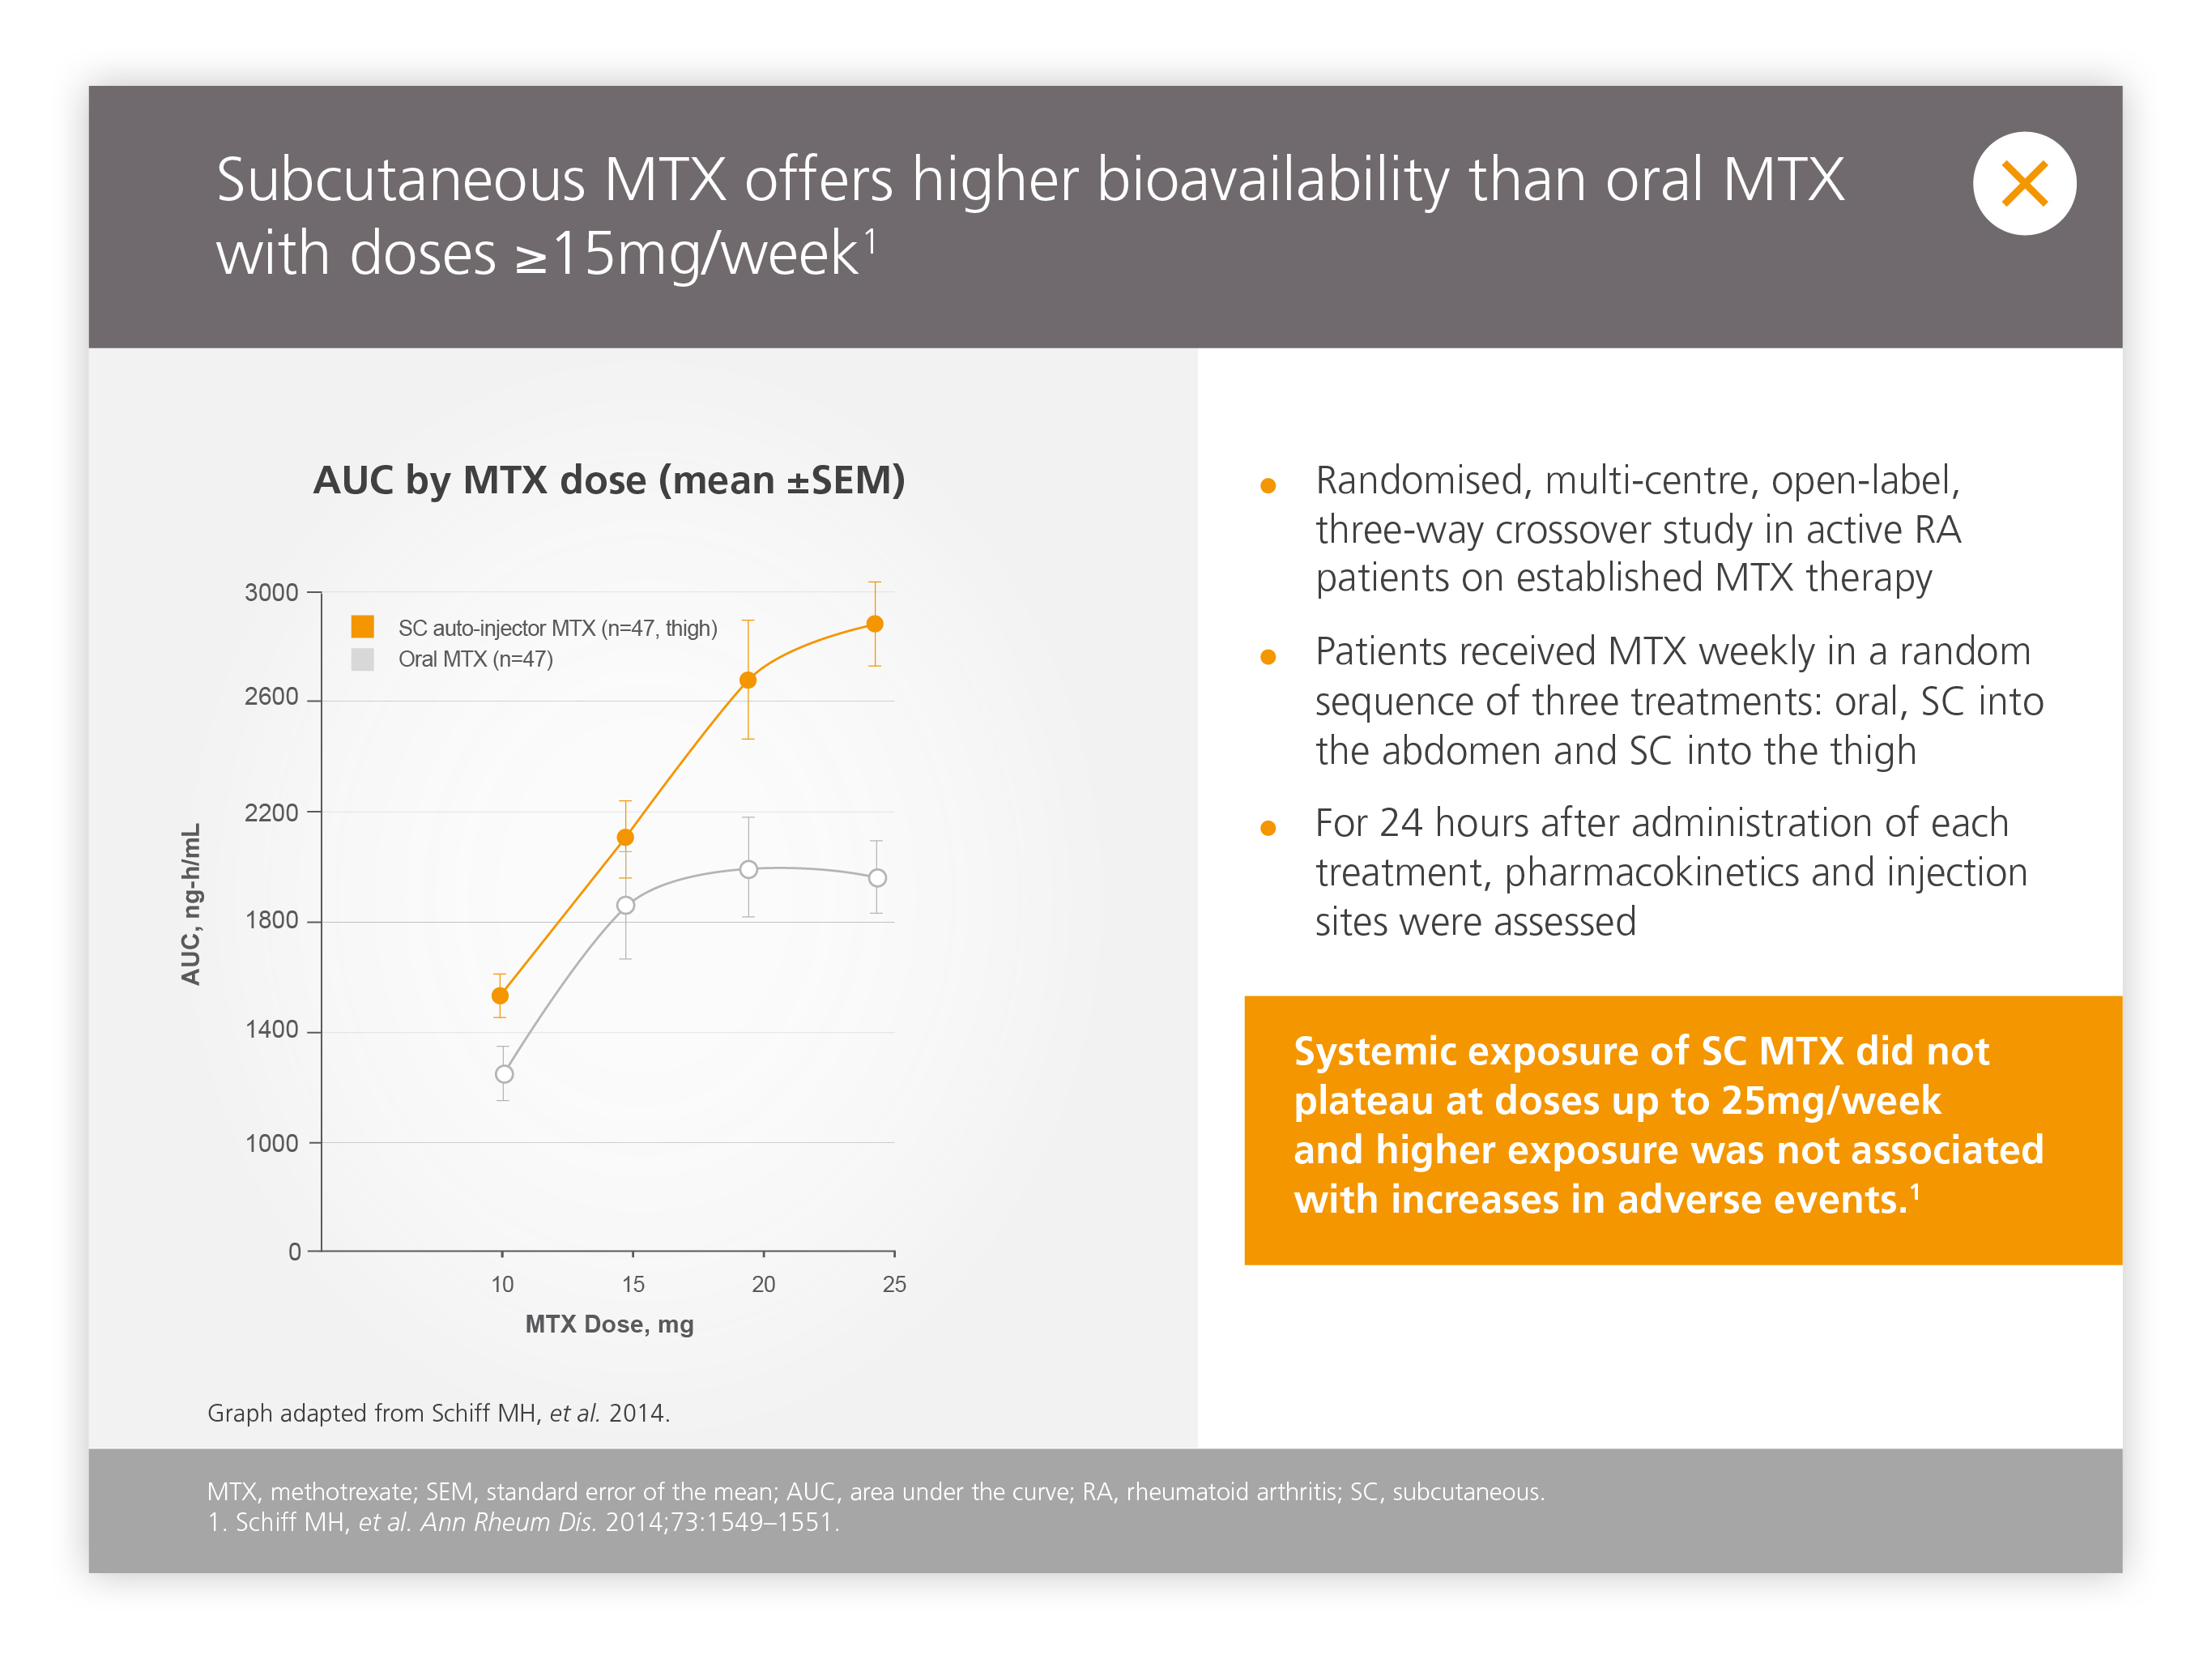 Subcutaneous MTX offers higher bioavailability than oral MTX
with doses ≥15mg/week¹
AUC by MTX dose (mean ±SEM)
3000
2600
2200
1800
1400
1000
0
AUC, ng-h/mL
SC auto-injector MTX (n=47, thigh)
Oral MTX (n=47)
10 15 20 25
MTX Dose, mg
Graph adapted from Schiff MH, et al. 2014.
• Randomised, multi-centre, open-label,
three-way crossover study in active RA
patients on established MTX therapy
• Patients received MTX weekly in a random
sequence of three treatments: oral, SC into
the abdomen and SC into the thigh
• For 24 hours after administration of each
treatment, pharmacokinetics and injection
sites were assessed
Systemic exposure of SC MTX did not
plateau at doses up to 25mg/week
and higher exposure was not associated
with increases in adverse events.¹
MTX, methotrexate; SEM, standard error of the mean; AUC, area under the curve; RA, rheumatoid arthritis; SC, subcutaneous.
1. Schiff MH, et al. Ann Rheum Dis. 2014;73:1549–1551.